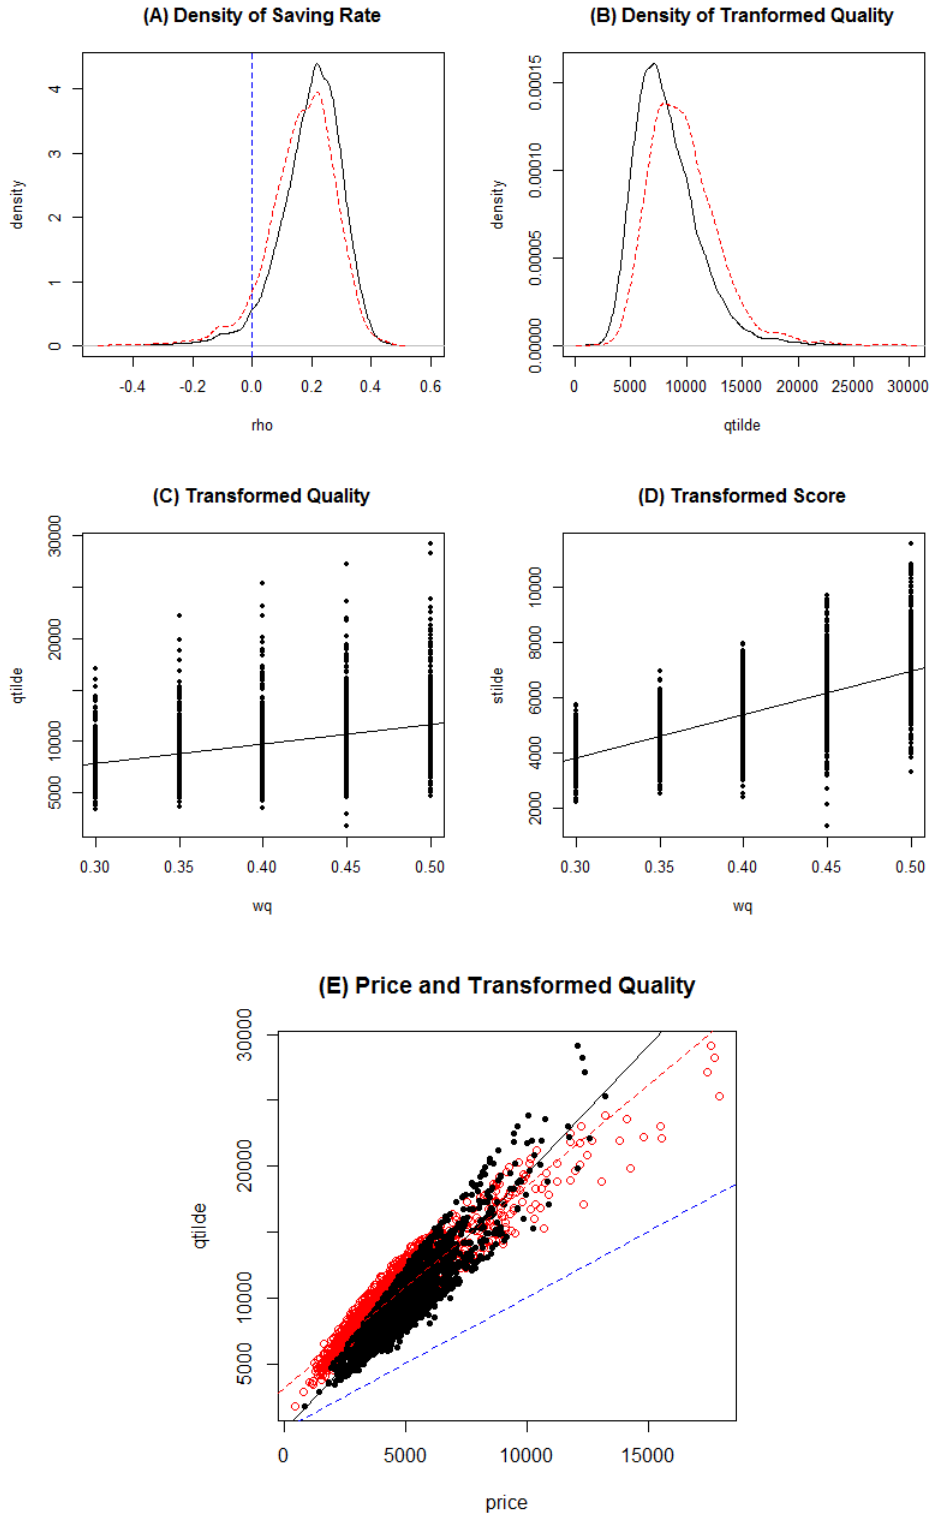 (A) Density of Saving Rate
density
0 1 2 3 4
-0.4 -0.2 0.0 0.2 0.4 0.6
rho
(B) Density of Tranformed Quality
density
0.00000 0.00005 0.00010 0.00015
0 5000 10000 15000 20000 25000 30000
qtilde
(C) Transformed Quality
qtilde
5000 10000 20000 30000
0.30 0.35 0.40 0.45 0.50
wq
(D) Transformed Score
stilde
2000 4000 6000 8000 10000
0.30 0.35 0.40 0.45 0.50
wq
(E) Price and Transformed Quality
qtilde
5000 10000 20000 30000
0 5000 10000 15000
price